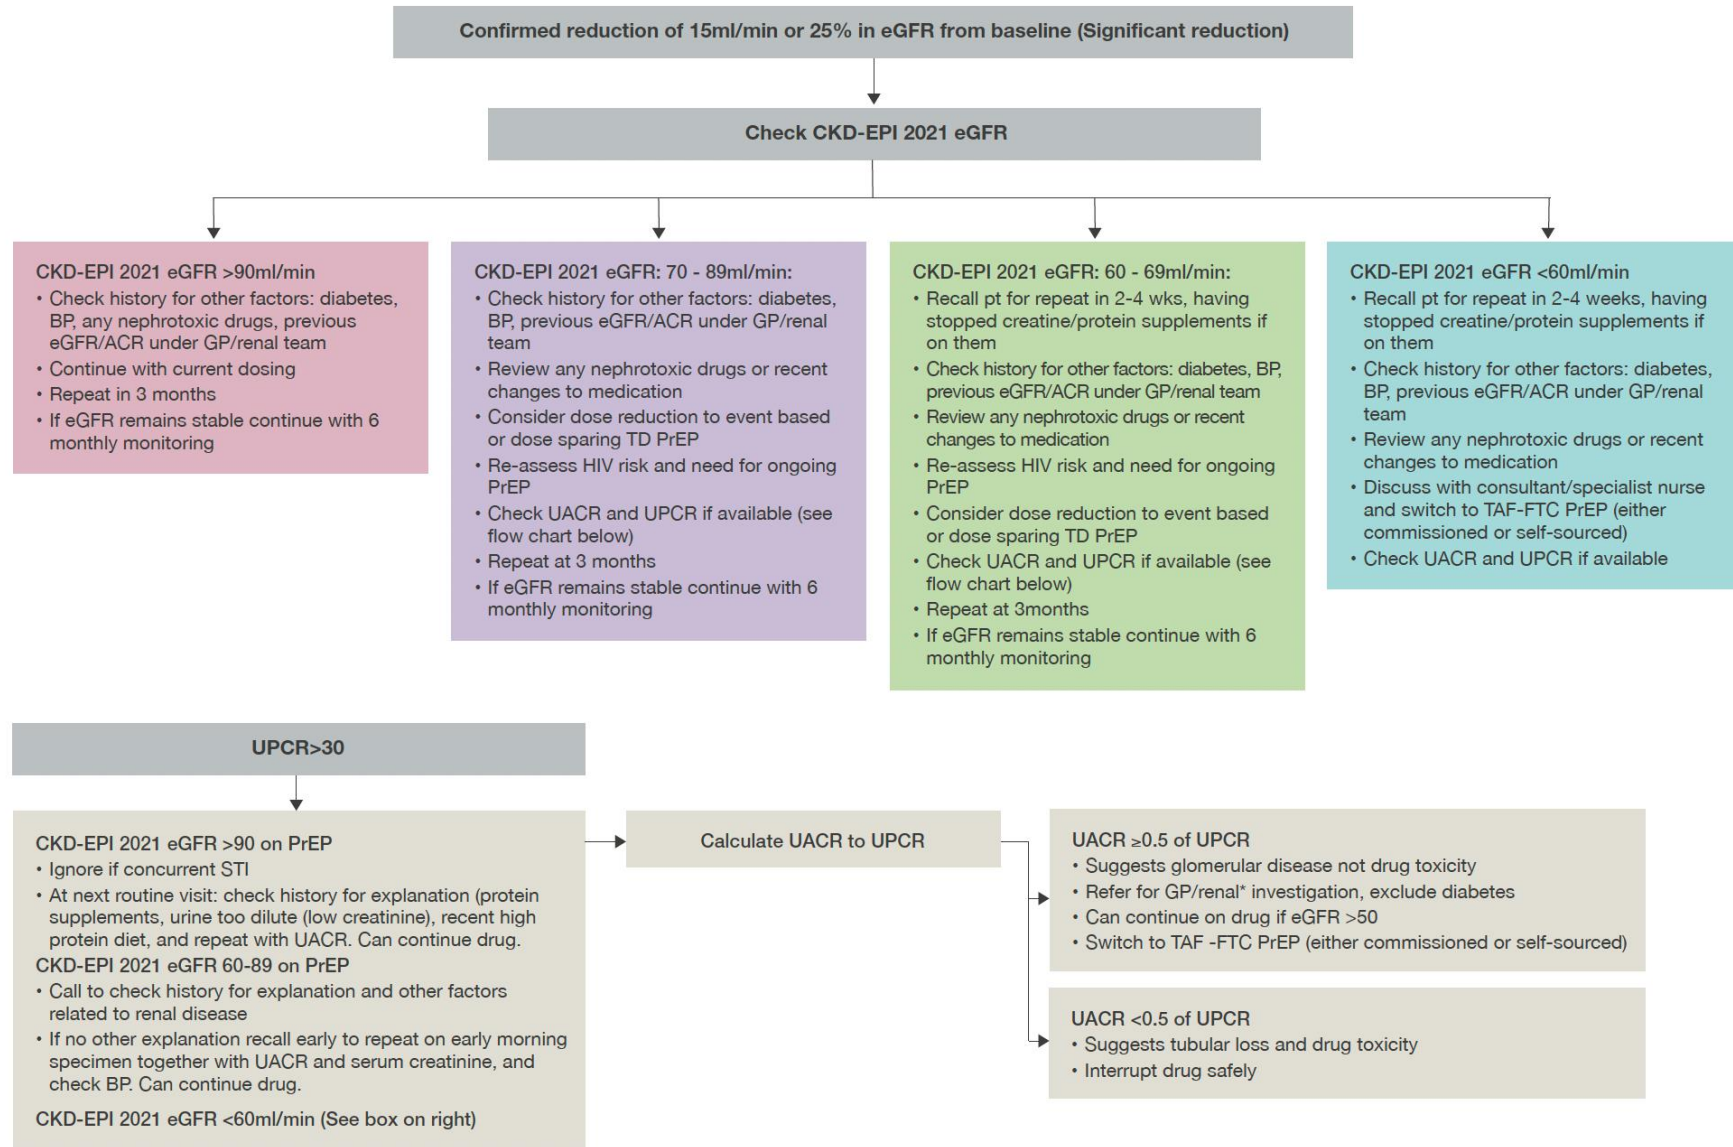 Confirmed reduction of 15ml/min or 25% in eGFR from baseline (Significant reduction)
Check CKD-EPI 2021 eGFR
CKD-EPI 2021 eGFR >90ml/min
• Check history for other factors: diabetes,
BP, any nephrotoxic drugs, previous
eGFR/ACR under GP/renal team
• Continue with current dosing
• Repeat in 3 months
• If eGFR remains stable continue with 6
monthly monitoring
CKD-EPI 2021 eGFR: 70 - 89ml/min:
• Check history for other factors: diabetes,
BP, previous eGFR/ACR under GP/renal
team
• Review any nephrotoxic drugs or recent
changes to medication
• Consider dose reduction to event based
or dose sparing TD PrEP
• Re-assess HIV risk and need for ongoing
PrEP
• Check UACR and UPCR if available (see
flow chart below)
• Repeat at 3 months
• If eGFR remains stable continue with 6
monthly monitoring
CKD-EPI 2021 eGFR: 60 - 69ml/min:
• Recall pt for repeat in 2-4 wks, having
stopped creatine/protein supplements if
on them
• Check history for other factors: diabetes, BP,
previous eGFR/ACR under GP/renal team
• Review any nephrotoxic drugs or recent
changes to medication
• Re-assess HIV risk and need for ongoing
PrEP
• Consider dose reduction to event based
or dose sparing TD PrEP
• Check UACR and UPCR if available (see
flow chart below)
• Repeat at 3months
• If eGFR remains stable continue with 6
monthly monitoring
CKD-EPI 2021 eGFR <60ml/min
• Recall pt for repeat in 2-4 weeks, having
stopped creatine/protein supplements if
on them
• Check history for other factors: diabetes,
BP, previous eGFR/ACR under GP/renal
team
• Review any nephrotoxic drugs or recent
changes to medication
• Discuss with consultant/specialist nurse
and switch to TAF-FTC PrEP (either
commissioned or self-sourced)
• Check UACR and UPCR if available
UPCR>30
CKD-EPI 2021 eGFR >90 on PrEP
• Ignore if concurrent STI
• At next routine visit: check history for explanation (protein
supplements, urine too dilute (low creatinine), recent high
protein diet, and repeat with UACR. Can continue drug.
CKD-EPI 2021 eGFR 60-89 on PrEP
• Call to check history for explanation and other factors
related to renal disease
• If no other explanation recall early to repeat on early morning
specimen together with UACR and serum creatinine, and
check BP. Can continue drug.
CKD-EPI 2021 eGFR <60ml/min (See box on right)
Calculate UACR to UPCR
UACR ≥0.5 of UPCR
• Suggests glomerular disease not drug toxicity
• Refer for GP/renal* investigation, exclude diabetes
• Can continue on drug if eGFR >50
• Switch to TAF -FTC PrEP (either commissioned or self-sourced)
UACR <0.5 of UPCR
• Suggests tubular loss and drug toxicity
• Interrupt drug safely